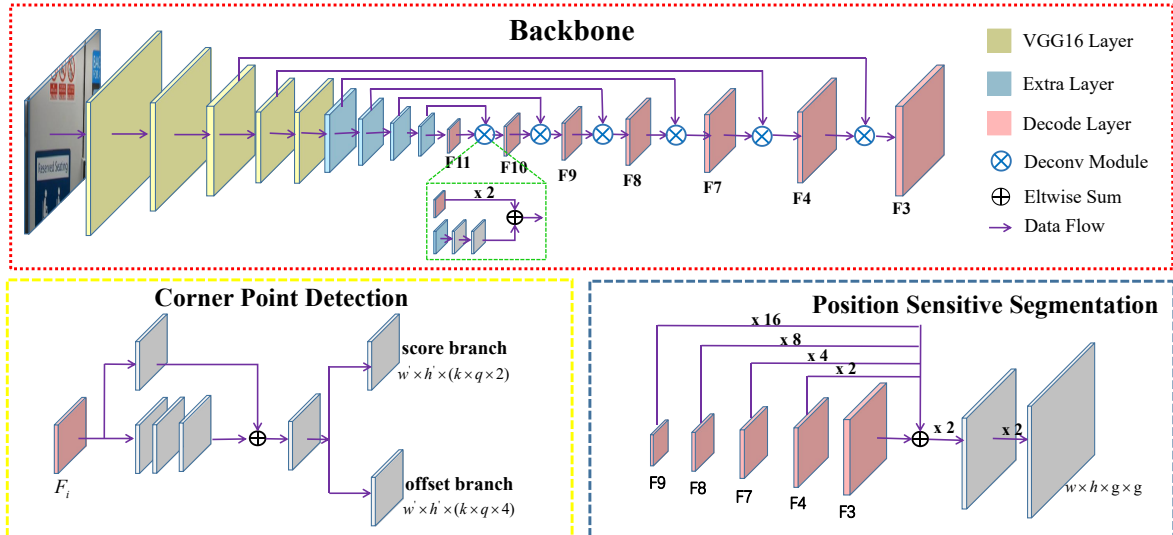 Backbone
VGG16 Layer
Extra Layer
Decode Layer
Deconv Module
Eltwise Sum
Data Flow
Reserved Seating
F11
F10
F9
F8
F7
F4
F3
x 2
Corner Point Detection
score branch
w' × h' × (k × q × 2)
F_i
offset branch
w' × h' × (k × q × 4)
Position Sensitive Segmentation
x 16
x 8
x 4
x 2
x 2
x 2
F9
F8
F7
F4
F3
w × h × g × g